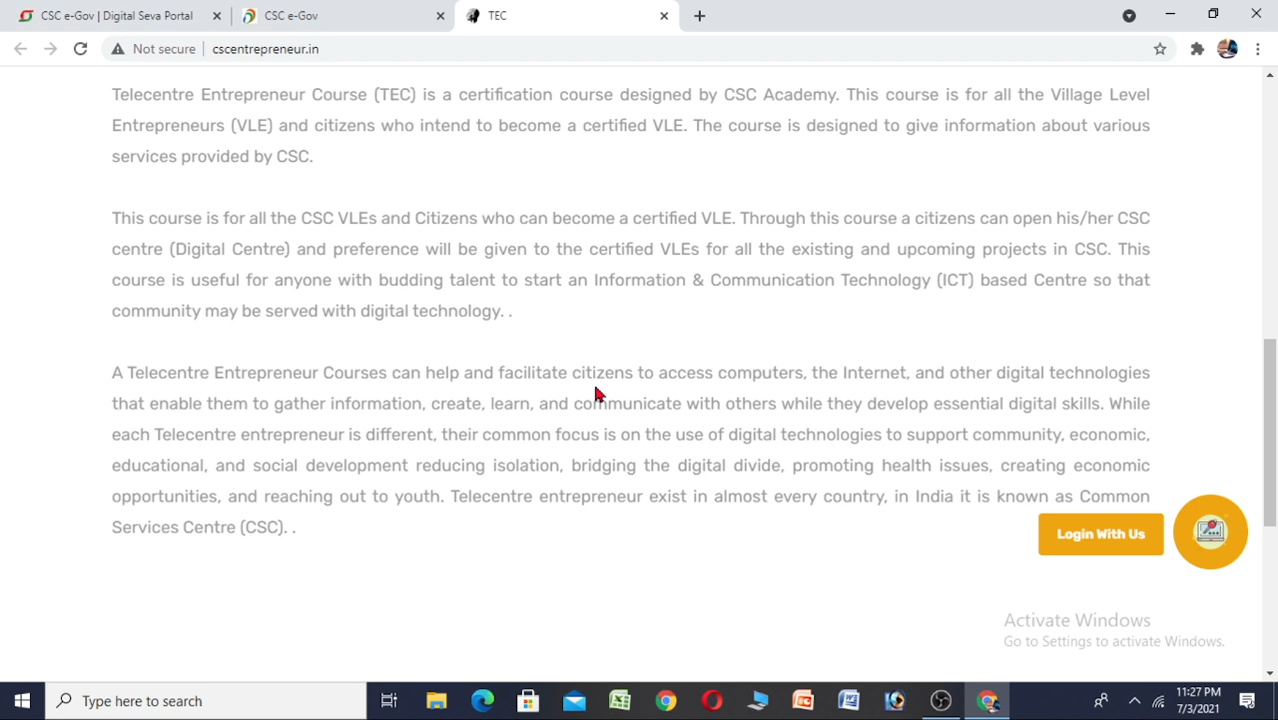 CSC e-Gov | Digital Seva Portal
CSC e-Gov
TEC
Not secure
cscentrepreneur.in
Telecentre Entrepreneur Course (TEC) is a certification course designed by CSC Academy. This course is for all the Village Level
Entrepreneurs (VLE) and citizens who intend to become a certified VLE. The course is designed to give information about various
services provided by CSC.
This course is for all the CSC VLEs and Citizens who can become a certified VLE. Through this course a citizens can open his/her CSC
centre (Digital Centre) and preference will be given to the certified VLEs for all the existing and upcoming projects in CSC. This
course is useful for anyone with budding talent to start an Information & Communication Technology (ICT) based Centre so that
community may be served with digital technology. .
A Telecentre Entrepreneur Courses can help and facilitate citizens to access computers, the Internet, and other digital technologies
that enable them to gather information, create, learn, and communicate with others while they develop essential digital skills. While
each Telecentre entrepreneur is different, their common focus is on the use of digital technologies to support community, economic,
educational, and social development reducing isolation, bridging the digital divide, promoting health issues, creating economic
opportunities, and reaching out to youth. Telecentre entrepreneur exist in almost every country, in India it is known as Common
Services Centre (CSC). .
Login With Us
Activate Windows
Go to Settings to activate Windows.
Type here to search
11:27 PM
7/3/2021